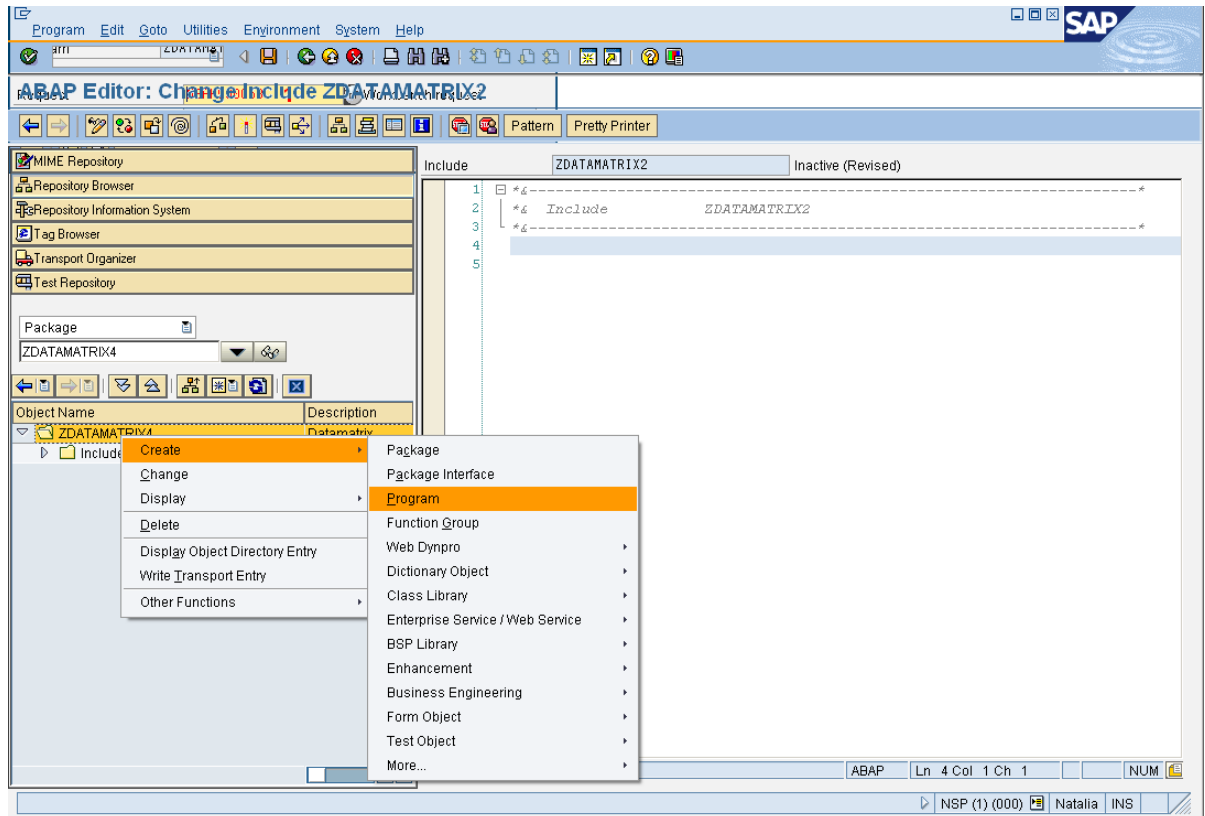 Program Edit Goto Utilities Environment System Help
SAP
ABAP Editor: Change Include ZDATAMATRIX2
Pattern Pretty Printer
MIME Repository
Repository Browser
Repository Information System
Tag Browser
Transport Organizer
Test Repository
Package
ZDATAMATRIX4
Object Name Description
ZDATAMATRIX4 Datamatrix
Include
Create
Change
Display
Delete
Display Object Directory Entry
Write Transport Entry
Other Functions
Package
Package Interface
Program
Function Group
Web Dynpro
Dictionary Object
Class Library
Enterprise Service / Web Service
BSP Library
Enhancement
Business Engineering
Form Object
Test Object
More...
Include ZDATAMATRIX2 Inactive (Revised)
1 *&---------------------------------------------------------------------*
2 *& Include ZDATAMATRIX2
3 *&---------------------------------------------------------------------*
4
5
ABAP Ln 4 Col 1 Ch 1 NUM
NSP (1) (000) Natalia INS